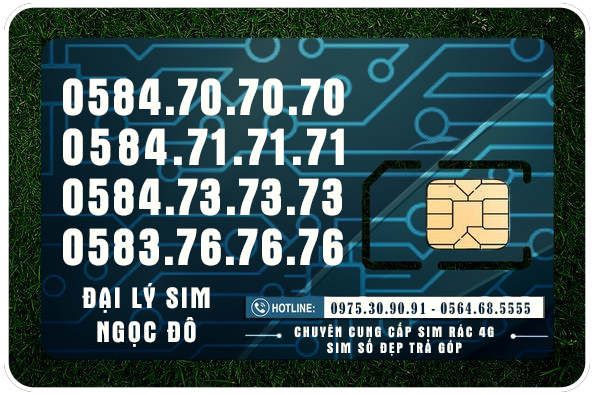 0584.70.70.70
0584.71.71.71
0584.73.73.73
0583.76.76.76
ĐẠI LÝ SIM
NGỌC ĐÔ
HOTLINE: 0975.30.90.91 - 0564.68.5555
CHUYÊN CUNG CẤP SIM RÁC 4G
SIM SỐ ĐẸP TRẢ GÓP